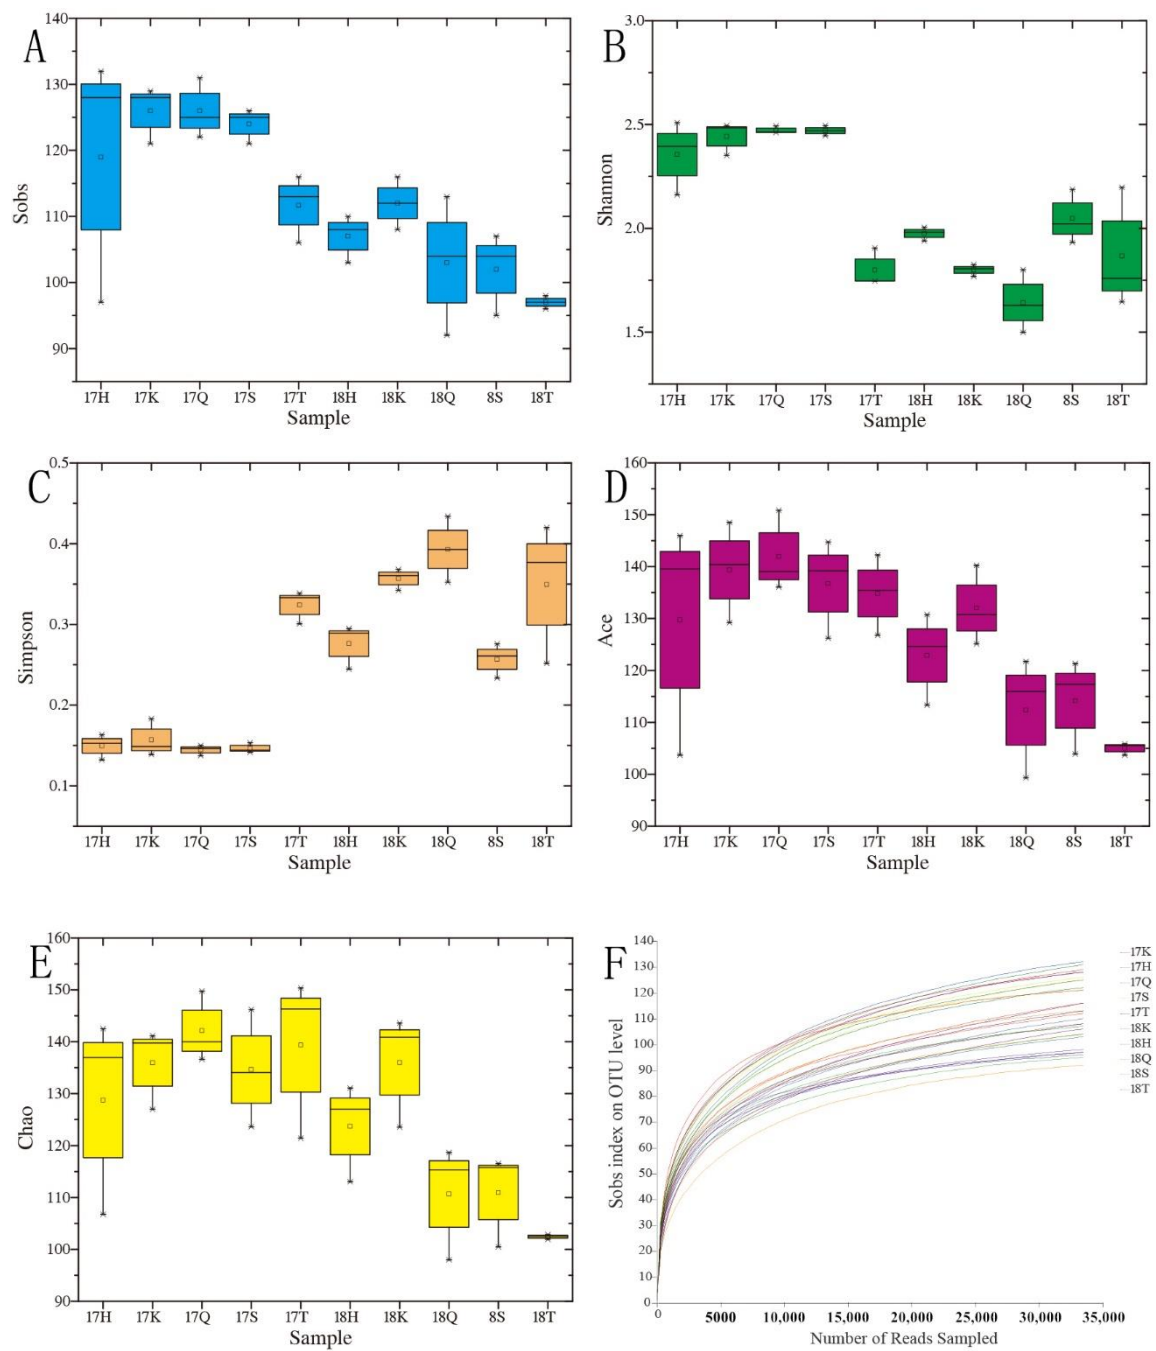 A
Sobs
140
130
120
110
100
90
17H 17K 17Q 17S 17T 18H 18K 18Q 8S 18T
Sample
B
Shannon
3.0
2.5
2.0
1.5
17H 17K 17Q 17S 17T 18H 18K 18Q 8S 18T
Sample
C
Simpson
0.5
0.4
0.3
0.2
0.1
17H 17K 17Q 17S 17T 18H 18K 18Q 8S 18T
Sample
D
Ace
160
150
140
130
120
110
100
90
17H 17K 17Q 17S 17T 18H 18K 18Q 8S 18T
Sample
E
Chao
160
150
140
130
120
110
100
90
17H 17K 17Q 17S 17T 18H 18K 18Q 8S 18T
Sample
F
Sobs index on OTU level
140
130
120
110
100
90
80
70
60
50
40
30
20
10
0
0 5000 10,000 15,000 20,000 25,000 30,000 35,000
Number of Reads Sampled
17K
17H
17Q
17S
17T
18K
18H
18Q
18S
18T